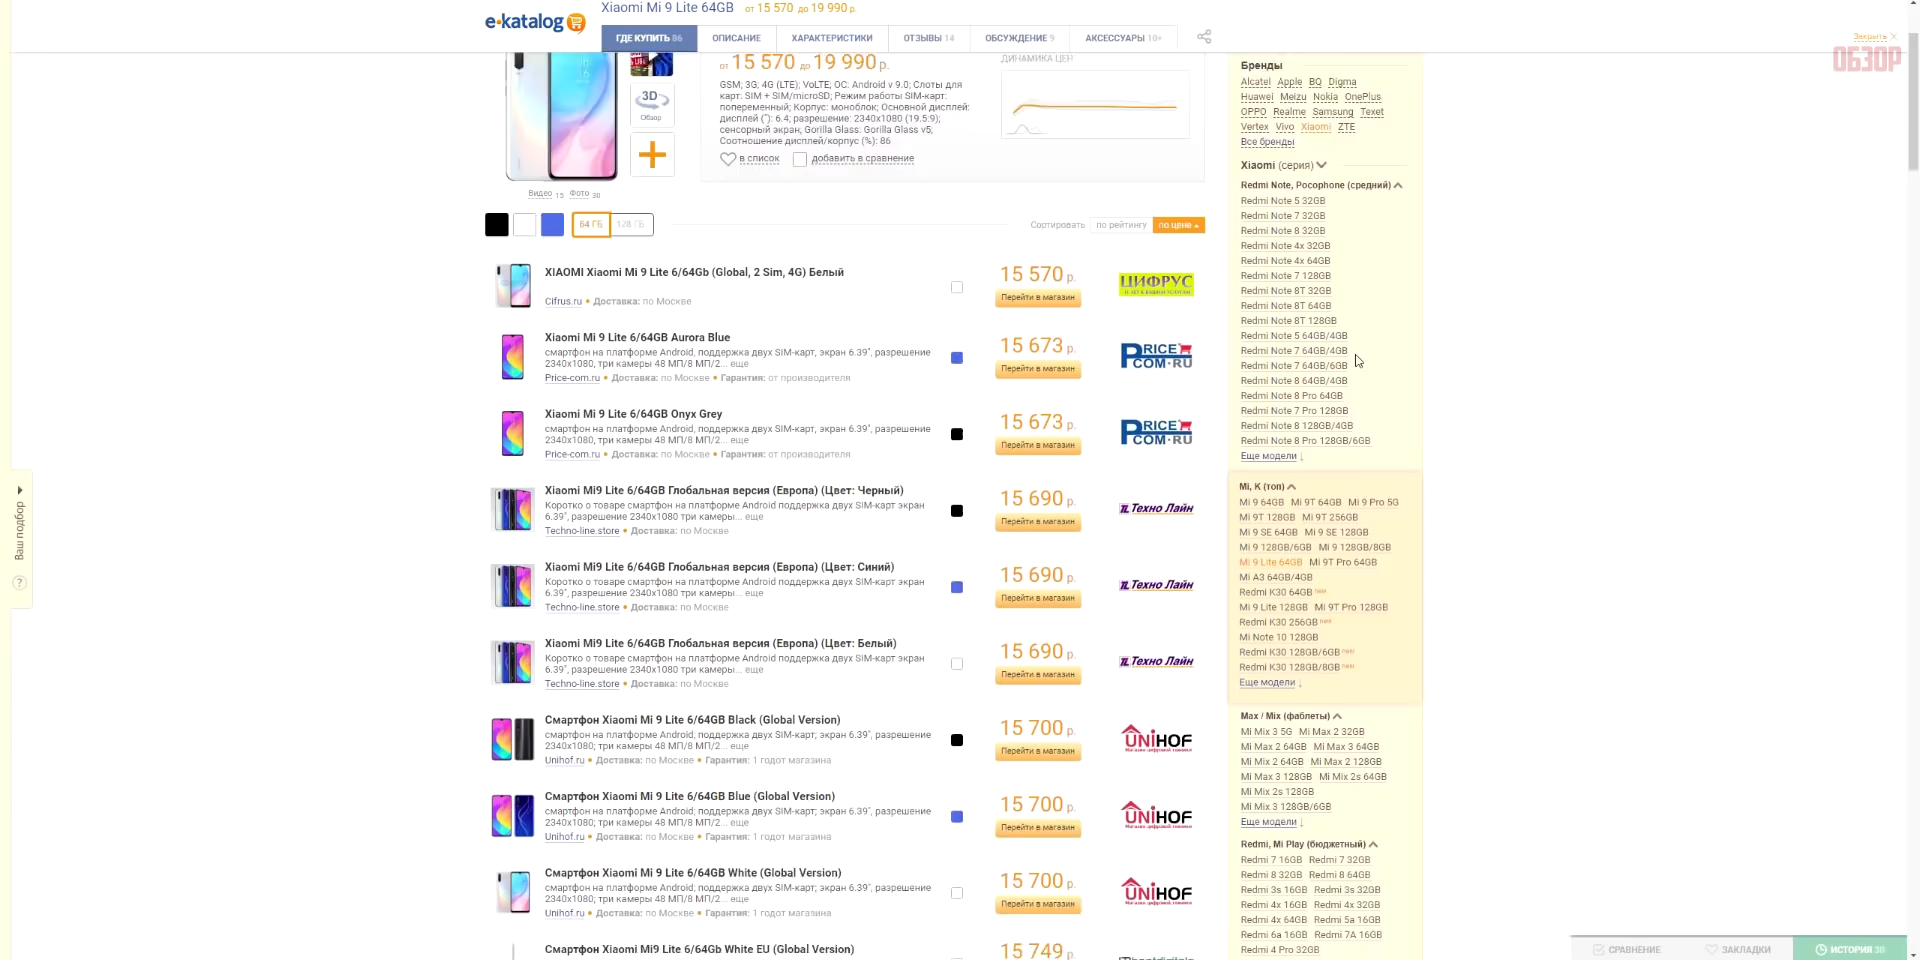 e-katalog
Xiaomi Mi 9 Lite 64GB от 15 570 до 19 990 р.
ГДЕ КУПИТЬ 86 ОПИСАНИЕ ХАРАКТЕРИСТИКИ ОТЗЫВЫ 14 ОБСУЖДЕНИЕ 9 АКСЕССУАРЫ 10+
Закрыть ×
ОБЗОР
3D
Обзор
Видео 15 Фото 30
от 15 570 до 19 990 р.
GSM; 3G; 4G (LTE); VoLTE; ОС: Android v 9.0; Слоты для
карт: SIM + SIM/microSD; Режим работы SIM-карт:
попеременный; Корпус: моноблок; Основной дисплей:
дисплей ("): 6.4; разрешение: 2340x1080 (19.5:9);
сенсорный экран; Gorilla Glass: Gorilla Glass v5;
Соотношение дисплей/корпус (%): 86
в список добавить в сравнение
ДИНАМИКА ЦЕН
64 ГБ 128 ГБ
Сортировать по рейтингу по цене
XIAOMI Xiaomi Mi 9 Lite 6/64Gb (Global, 2 Sim, 4G) Белый
Cifrus.ru • Доставка: по Москве
15 570 р.
Перейти в магазин
ЦИФРУС
Xiaomi Mi 9 Lite 6/64GB Aurora Blue
смартфон на платформе Android, поддержка двух SIM-карт, экран 6.39", разрешение
2340x1080, три камеры 48 МП/8 МП/2... еще
Price-com.ru • Доставка: по Москве • Гарантия: от производителя
15 673 р.
Перейти в магазин
PRICE
COM·RU
Xiaomi Mi 9 Lite 6/64GB Onyx Grey
смартфон на платформе Android, поддержка двух SIM-карт, экран 6.39", разрешение
2340x1080, три камеры 48 МП/8 МП/2... еще
Price-com.ru • Доставка: по Москве • Гарантия: от производителя
15 673 р.
Перейти в магазин
PRICE
COM·RU
Xiaomi Mi9 Lite 6/64GB Глобальная версия (Европа) (Цвет: Черный)
Коротко о товаре смартфон на платформе Android поддержка двух SIM-карт экран
6.39", разрешение 2340x1080 три камеры... еще
Techno-line.store • Доставка: по Москве
15 690 р.
Перейти в магазин
Техно Лайн
Xiaomi Mi9 Lite 6/64GB Глобальная версия (Европа) (Цвет: Синий)
Коротко о товаре смартфон на платформе Android поддержка двух SIM-карт экран
6.39", разрешение 2340x1080 три камеры... еще
Techno-line.store • Доставка: по Москве
15 690 р.
Перейти в магазин
Техно Лайн
Xiaomi Mi9 Lite 6/64GB Глобальная версия (Европа) (Цвет: Белый)
Коротко о товаре смартфон на платформе Android поддержка двух SIM-карт экран
6.39", разрешение 2340x1080 три камеры... еще
Techno-line.store • Доставка: по Москве
15 690 р.
Перейти в магазин
Техно Лайн
Смартфон Xiaomi Mi 9 Lite 6/64GB Black (Global Version)
смартфон на платформе Android; поддержка двух SIM-карт; экран 6.39", разрешение
2340x1080; три камеры 48 МП/8 МП/2... еще
Unihof.ru • Доставка: по Москве • Гарантия: 1 годот магазина
15 700 р.
Перейти в магазин
UNIHOF
Магазин цифровой техники
Смартфон Xiaomi Mi 9 Lite 6/64GB Blue (Global Version)
смартфон на платформе Android; поддержка двух SIM-карт; экран 6.39", разрешение
2340x1080; три камеры 48 МП/8 МП/2... еще
Unihof.ru • Доставка: по Москве • Гарантия: 1 годот магазина
15 700 р.
Перейти в магазин
UNIHOF
Магазин цифровой техники
Смартфон Xiaomi Mi 9 Lite 6/64GB White (Global Version)
смартфон на платформе Android; поддержка двух SIM-карт; экран 6.39", разрешение
2340x1080; три камеры 48 МП/8 МП/2... еще
Unihof.ru • Доставка: по Москве • Гарантия: 1 годот магазина
15 700 р.
Перейти в магазин
UNIHOF
Магазин цифровой техники
Смартфон Xiaomi Mi9 Lite 6/64Gb White EU (Global Version)
15 749 р.
Бренды
Alcatel Apple BQ Digma
Huawei Meizu Nokia OnePlus
OPPO Realme Samsung Texet
Vertex Vivo Xiaomi ZTE
Все бренды
Xiaomi (серия)
Redmi Note, Pocophone (средний)
Redmi Note 5 32GB
Redmi Note 7 32GB
Redmi Note 8 32GB
Redmi Note 4x 32GB
Redmi Note 4x 64GB
Redmi Note 7 128GB
Redmi Note 8T 32GB
Redmi Note 8T 64GB
Redmi Note 8T 128GB
Redmi Note 5 64GB/4GB
Redmi Note 7 64GB/4GB
Redmi Note 7 64GB/6GB
Redmi Note 8 64GB/4GB
Redmi Note 8 Pro 64GB
Redmi Note 7 Pro 128GB
Redmi Note 8 128GB/4GB
Redmi Note 8 Pro 128GB/6GB
Еще модели ↓
Mi, K (топ)
Mi 9 64GB Mi 9T 64GB Mi 9 Pro 5G
Mi 9T 128GB Mi 9T 256GB
Mi 9 SE 64GB Mi 9 SE 128GB
Mi 9 128GB/6GB Mi 9 128GB/8GB
Mi 9 Lite 64GB Mi 9T Pro 64GB
Mi A3 64GB/4GB
Redmi K30 64GB new
Mi 9 Lite 128GB Mi 9T Pro 128GB
Redmi K30 256GB new
Mi Note 10 128GB
Redmi K30 128GB/6GB new
Redmi K30 128GB/8GB new
Еще модели ↓
Max / Mix (фаблеты)
Mi Mix 3 5G Mi Max 2 32GB
Mi Max 2 64GB Mi Max 3 64GB
Mi Mix 2 64GB Mi Max 2 128GB
Mi Max 3 128GB Mi Mix 2s 64GB
Mi Mix 2s 128GB
Mi Mix 3 128GB/6GB
Еще модели ↓
Redmi, Mi Play (бюджетный)
Redmi 7 16GB Redmi 7 32GB
Redmi 8 32GB Redmi 8 64GB
Redmi 3s 16GB Redmi 3s 32GB
Redmi 4x 16GB Redmi 4x 32GB
Redmi 4x 64GB Redmi 5a 16GB
Redmi 6a 16GB Redmi 7A 16GB
Redmi 4 Pro 32GB
Ваш подбор
?
СРАВНЕНИЕ ЗАКЛАДКИ ИСТОРИЯ 30